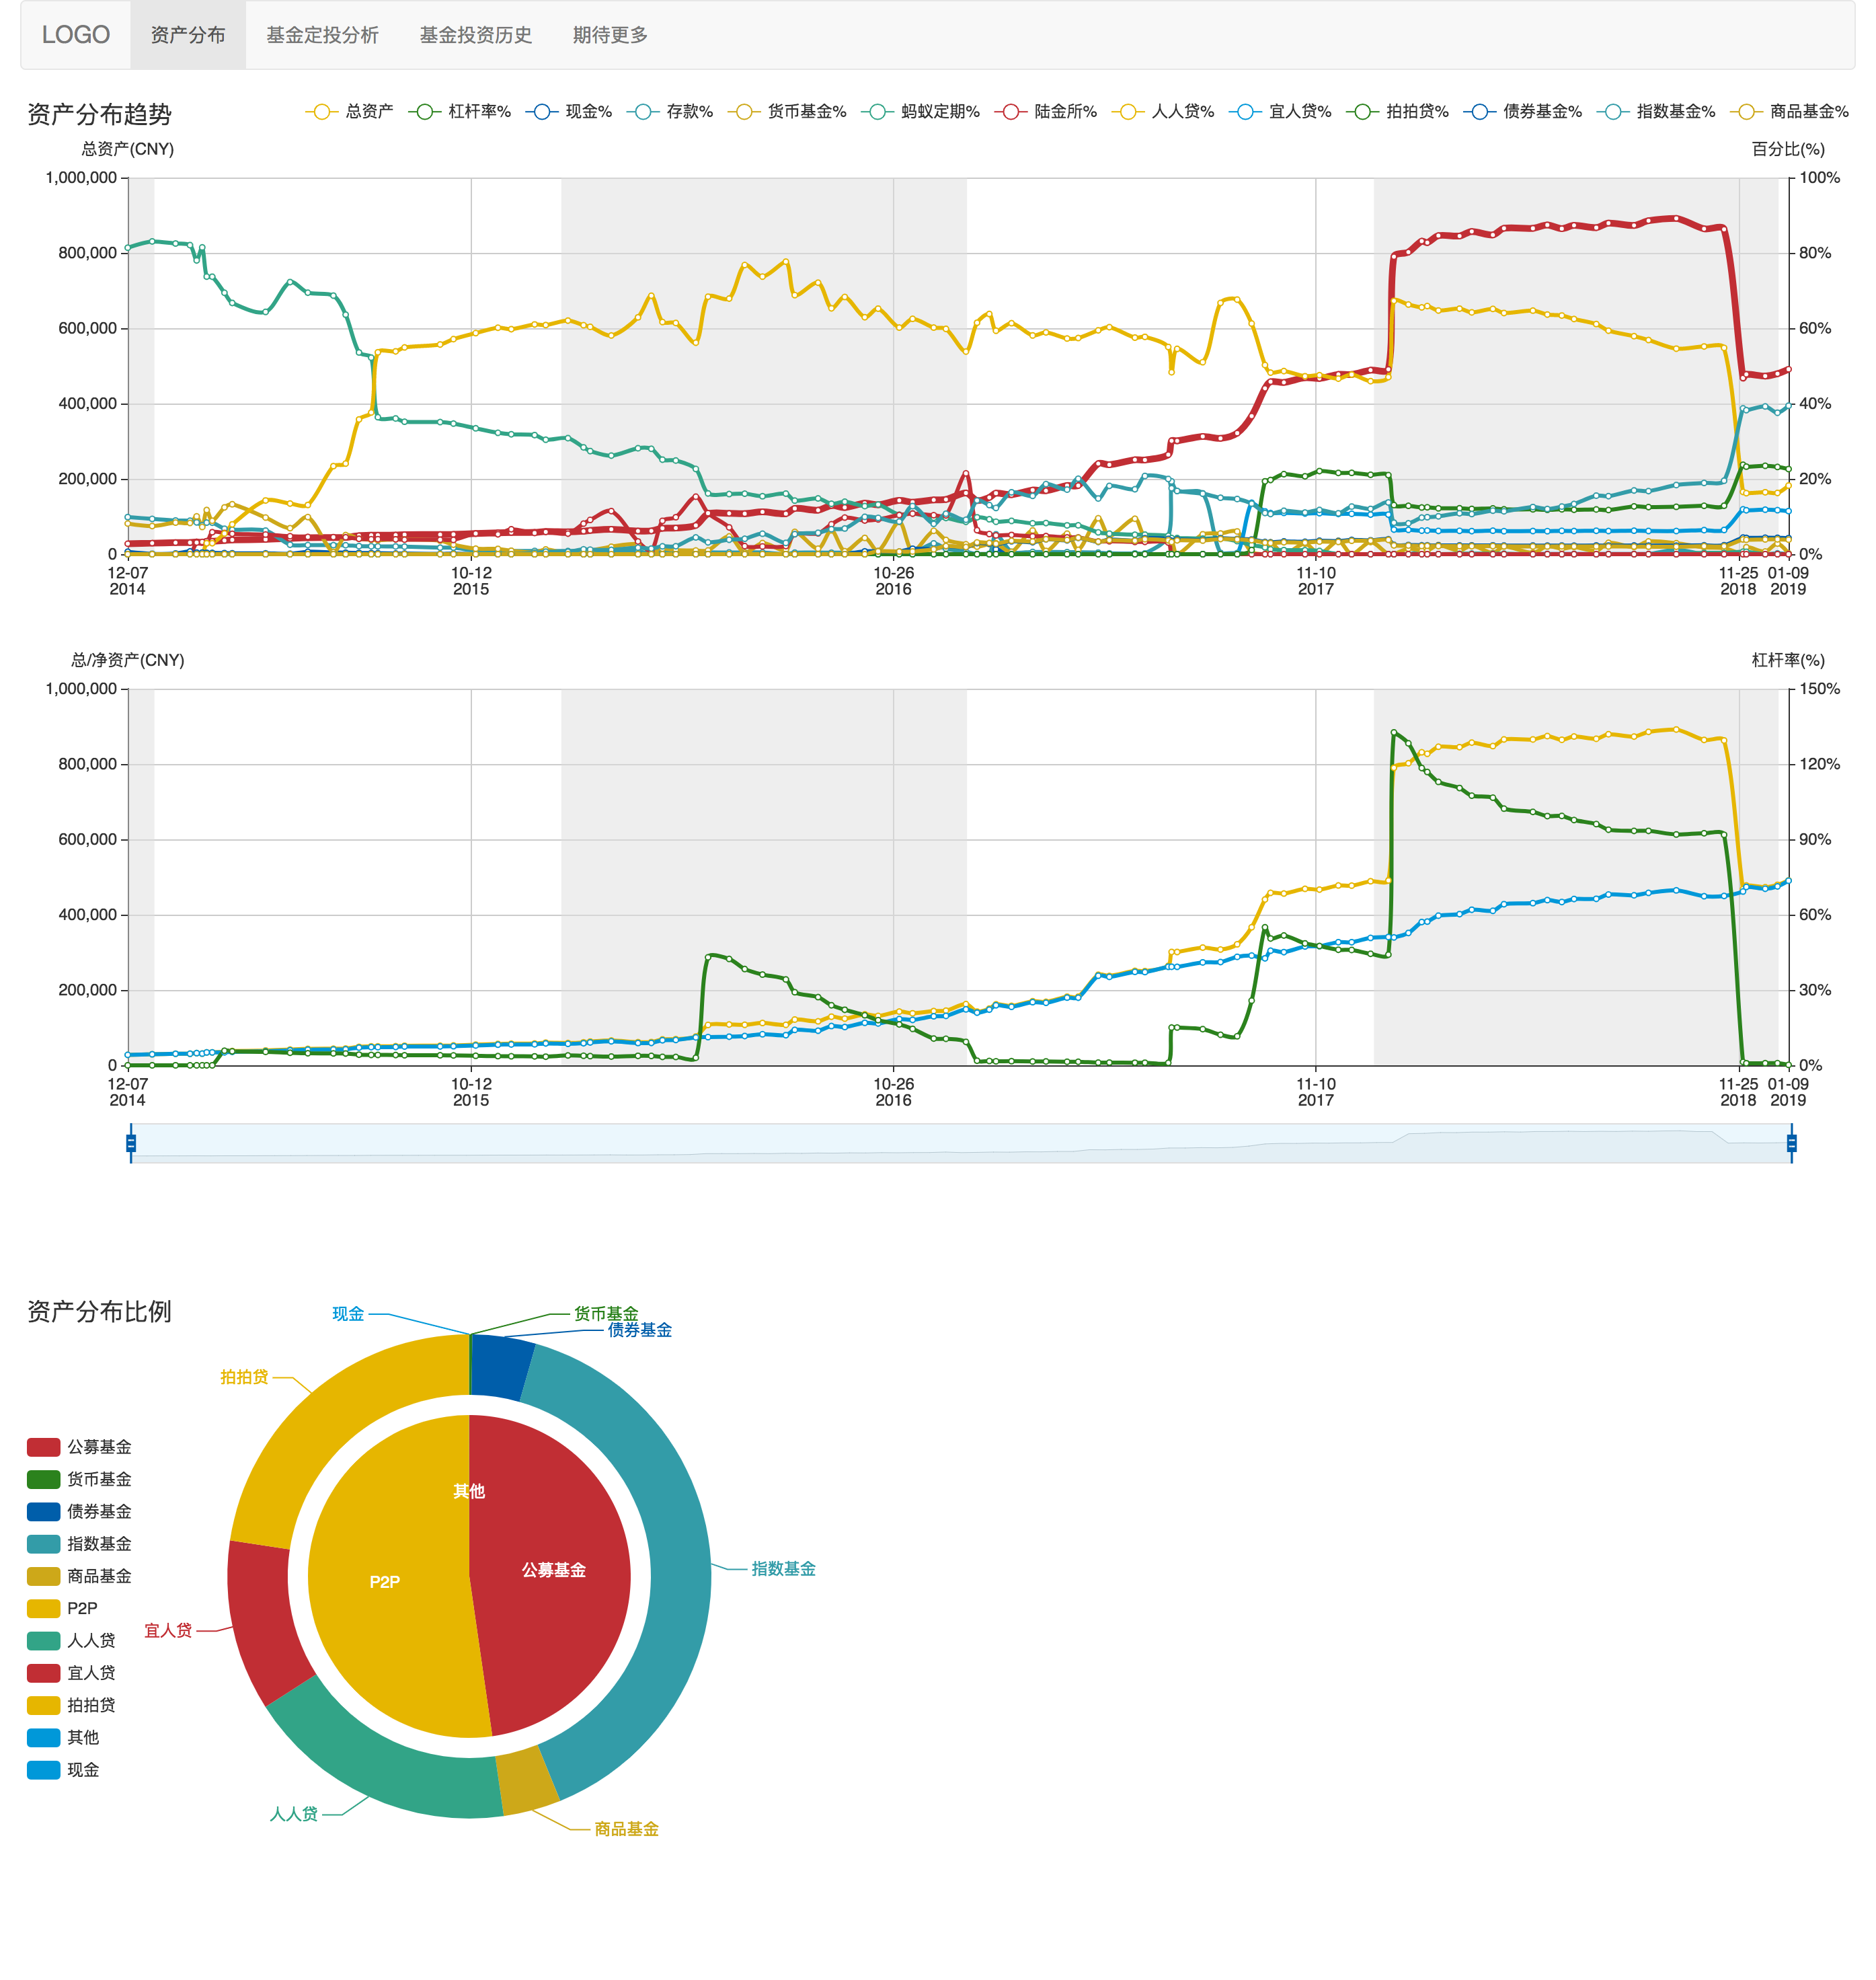 LOGO 资产分布 基金定投分析 基金投资历史 期待更多
资产分布趋势
总资产 杠杆率% 现金% 存款% 货币基金% 蚂蚁定期% 陆金所% 人人贷% 宜人贷% 拍拍贷% 债券基金% 指数基金% 商品基金%
总资产(CNY) 百分比(%)
1,000,000 100%
800,000 80%
600,000 60%
400,000 40%
200,000 20%
0 0%
12-07 10-12 10-26 11-10 11-25 01-09
2014 2015 2016 2017 2018 2019
总/净资产(CNY) 杠杆率(%)
1,000,000 150%
800,000 120%
600,000 90%
400,000 60%
200,000 30%
0 0%
12-07 10-12 10-26 11-10 11-25 01-09
2014 2015 2016 2017 2018 2019
资产分布比例
现金 货币基金
债券基金
拍拍贷
公募基金
货币基金
其他
债券基金
指数基金
公募基金
指数基金
商品基金
P2P
P2P
宜人贷
人人贷
宜人贷
拍拍贷
其他
现金
人人贷
商品基金